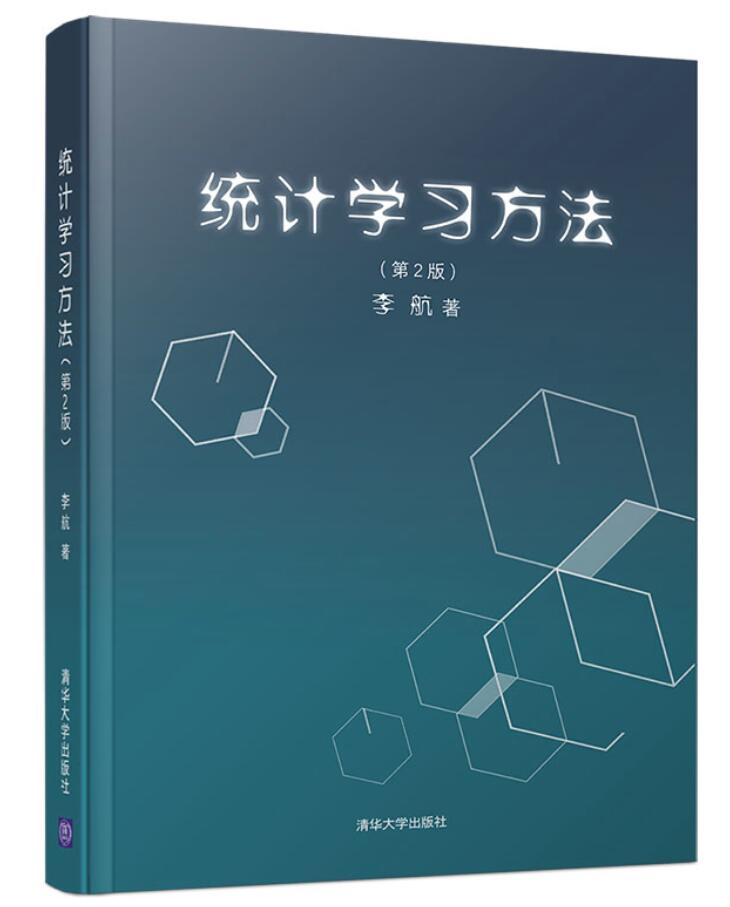 统计学习方法
（第2版）
李航 著
清华大学出版社
统计学习方法（第2版）
李航 著
清华大学出版社